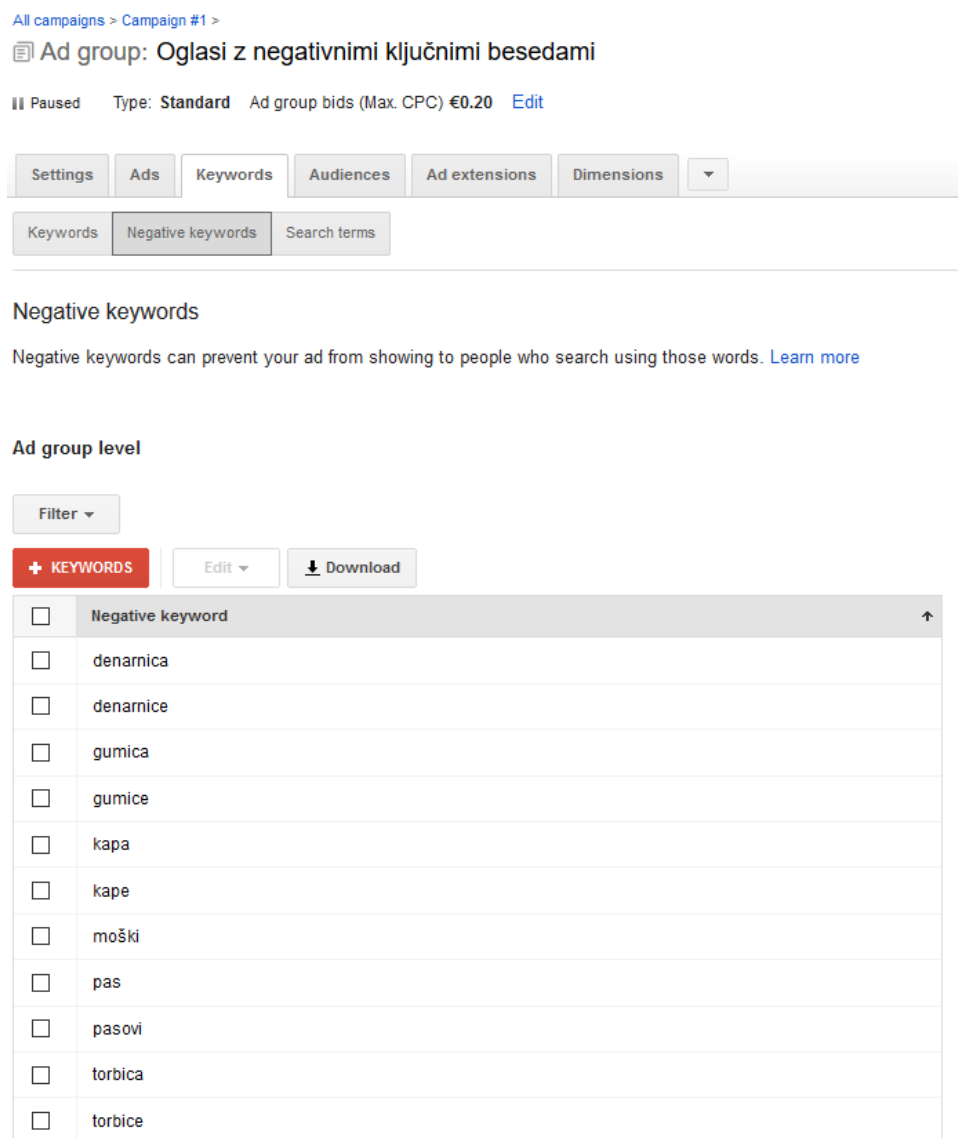 All campaigns > Campaign #1 >
Ad group: Oglasi z negativnimi ključnimi besedami
Paused Type: Standard Ad group bids (Max. CPC) €0.20 Edit
Settings Ads Keywords Audiences Ad extensions Dimensions
Keywords Negative keywords Search terms
Negative keywords
Negative keywords can prevent your ad from showing to people who search using those words. Learn more
Ad group level
Filter
+ KEYWORDS Edit Download
Negative keyword
denarnica
denarnice
gumica
gumice
kapa
kape
moški
pas
pasovi
torbica
torbice